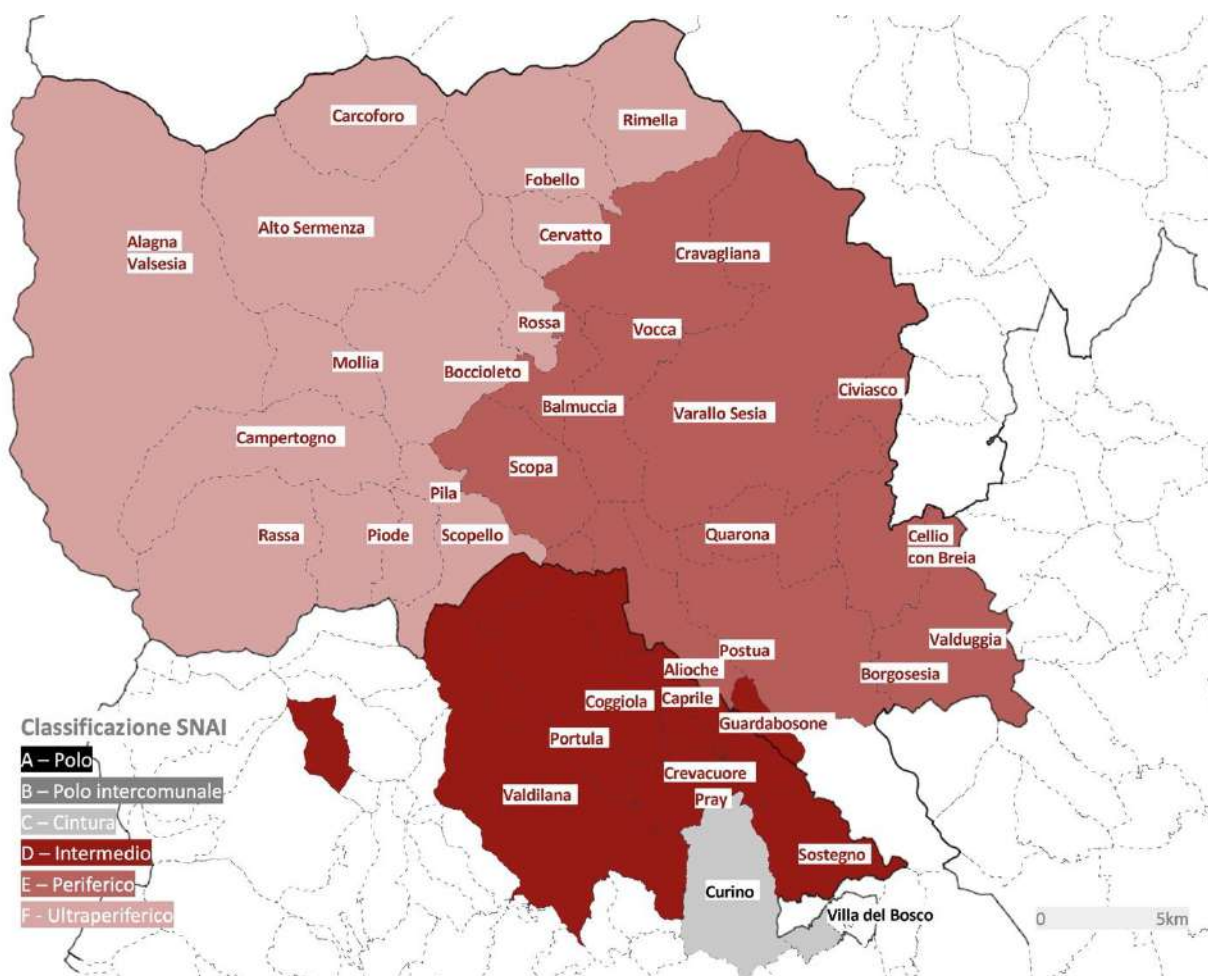 Carcoforo
Rimella
Fobello
Alto Sermenza
Cervatto
Alagna
Valsesia
Cravagliana
Rossa
Vocca
Mollia
Boccioleto
Civiasco
Balmuccia
Varallo Sesia
Campertogno
Scopa
Pila
Rassa
Piode
Scopello
Quarona
Cellio
con Breia
Valduggia
Postua
Alioche
Borgosesia
Coggiola
Caprile
Guardabosone
Portula
Crevacuore
Valdilana
Pray
Sostegno
Curino
Villa del Bosco
Classificazione SNAI
A – Polo
B – Polo intercomunale
C – Cintura
D – Intermedio
E – Periferico
F - Ultraperiferico
0 5km